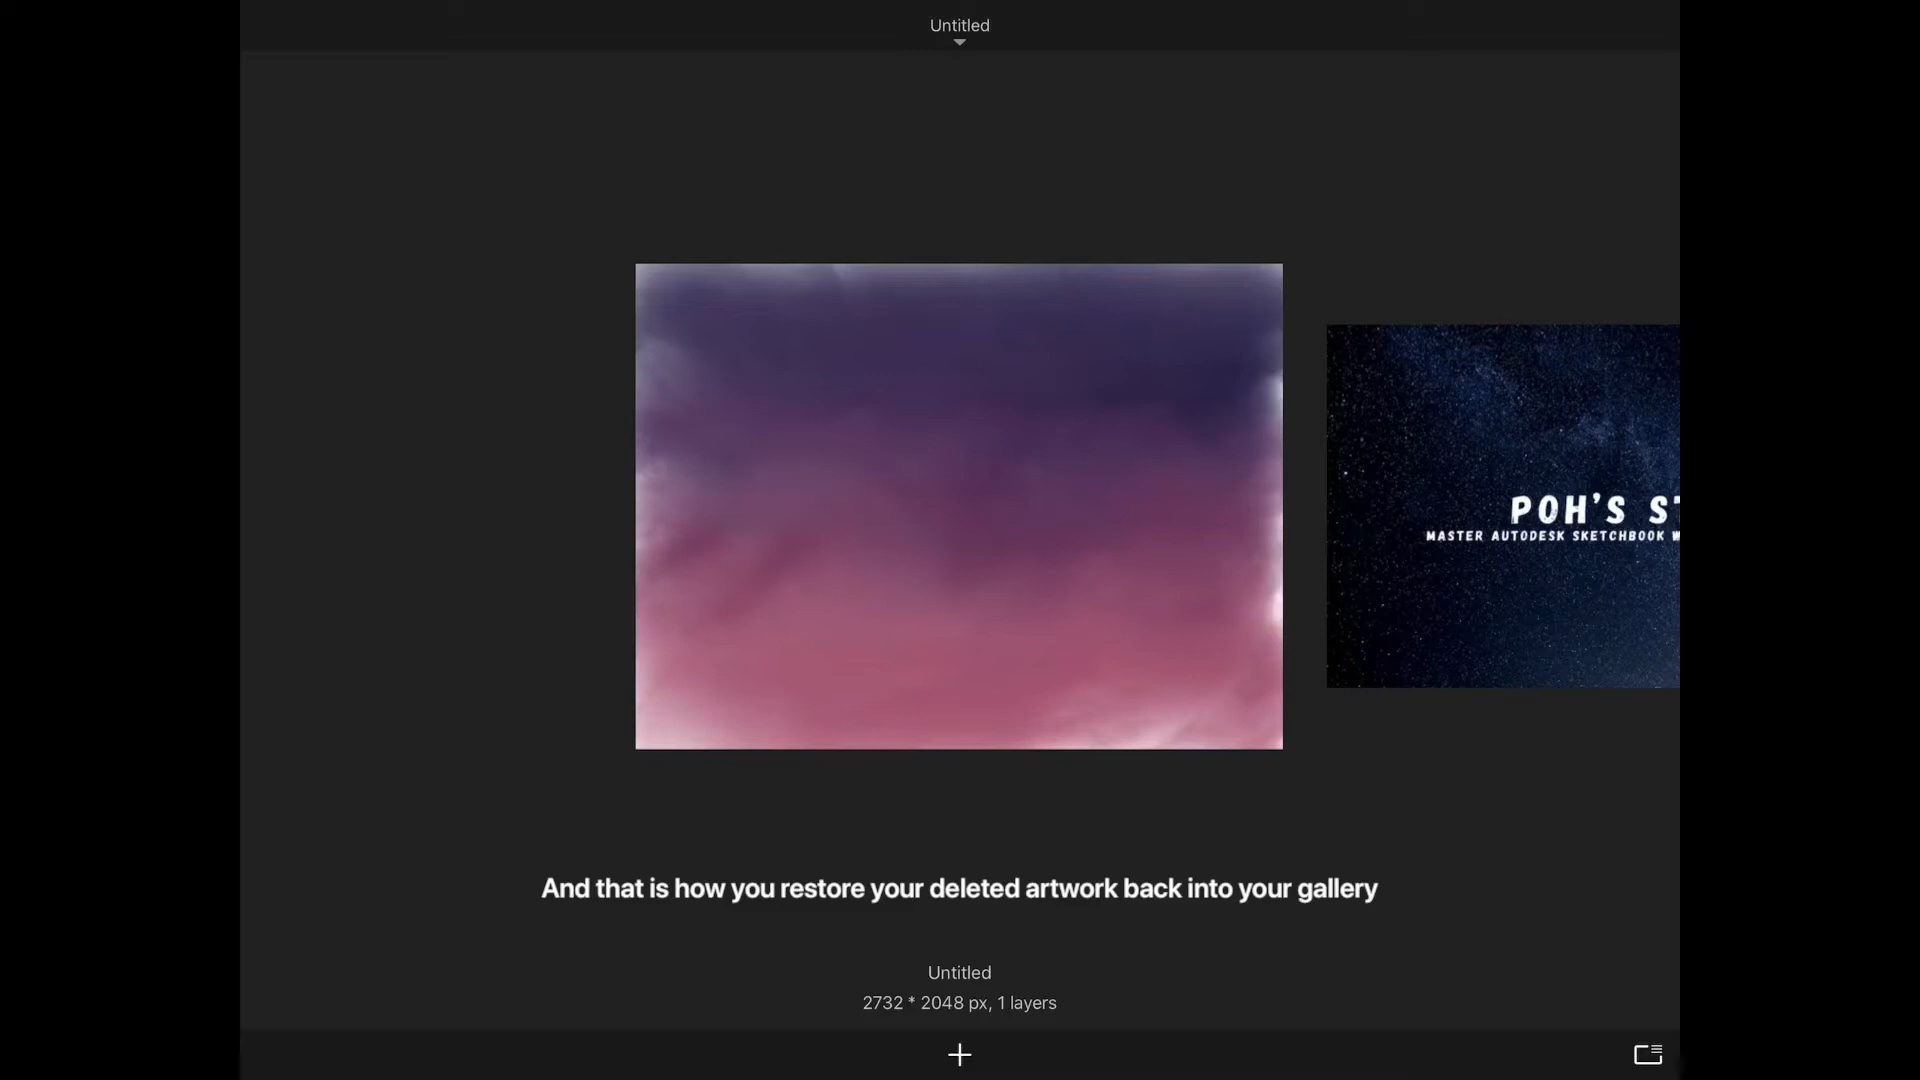 Untitled
POH'S
MASTER AUTODESK SKETCHBOOK
And that is how you restore your deleted artwork back into your gallery
Untitled
2732 * 2048 px, 1 layers